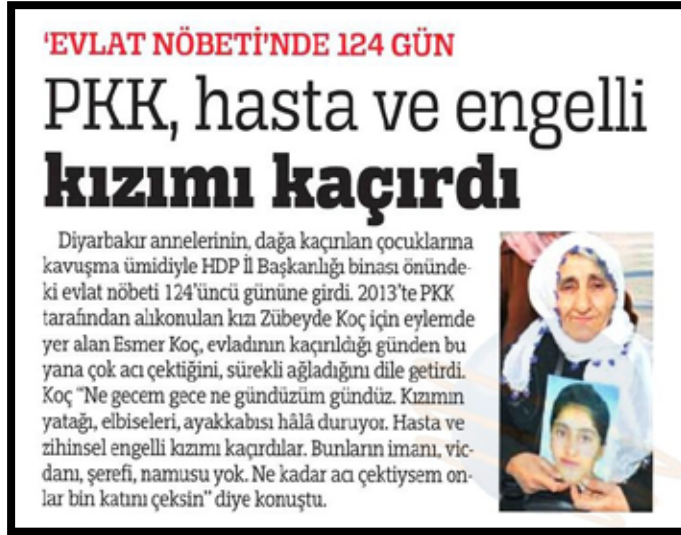 'EVLAT NÖBETİ'NDE 124 GÜN
PKK, hasta ve engelli
kızımı kaçırdı
Diyarbakır annelerinin, dağa kaçırılan çocuklarına
kavuşma ümidiyle HDP İl Başkanlığı binası önünde-
ki evlat nöbeti 124'üncü gününe girdi. 2013'te PKK
tarafından alıkonulan kızı Zübeyde Koç için eylemde
yer alan Esmer Koç, evladının kaçırıldığı günden bu
yana çok acı çektiğini, sürekli ağladığını dile getirdi.
Koç "Ne gecem gece ne gündüzüm gündüz. Kızımın
yatağı, elbiseleri, ayakkabısı hâlâ duruyor. Hasta ve
zihinsel engelli kızımı kaçırdılar. Bunların imanı, vic-
danı, şerefi, namusu yok. Ne kadar acı çektiysem on-
lar bin katını çeksin" diye konuştu.